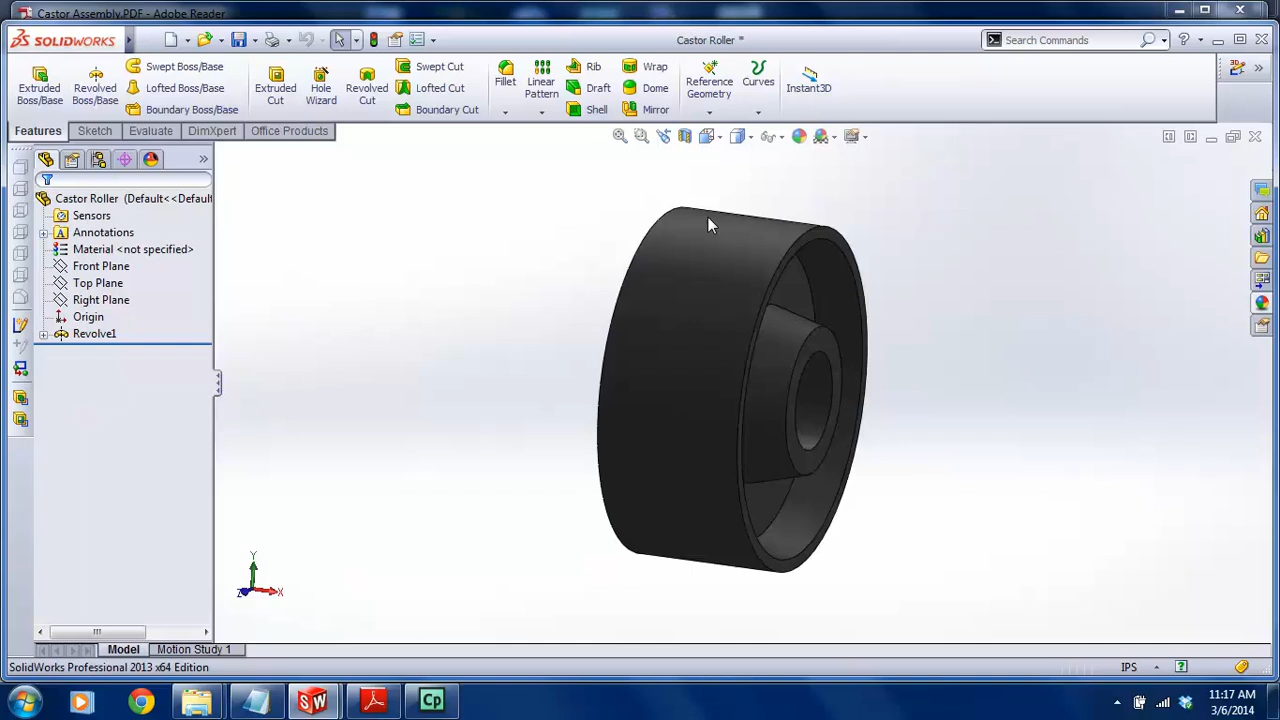 Castor Assembly.PDF - Adobe Reader
SOLIDWORKS
Castor Roller *
Search Commands
Extruded Boss/Base
Revolved Boss/Base
Swept Boss/Base
Lofted Boss/Base
Boundary Boss/Base
Extruded Cut
Hole Wizard
Revolved Cut
Swept Cut
Lofted Cut
Boundary Cut
Fillet
Linear Pattern
Rib
Draft
Shell
Wrap
Dome
Mirror
Reference Geometry
Curves
Instant3D
Features Sketch Evaluate DimXpert Office Products
Castor Roller (Default<<Default
Sensors
Annotations
Material <not specified>
Front Plane
Top Plane
Right Plane
Origin
Revolve1
Y
Z X
Model Motion Study 1
SolidWorks Professional 2013 x64 Edition
IPS
SW
Cp
11:17 AM
3/6/2014